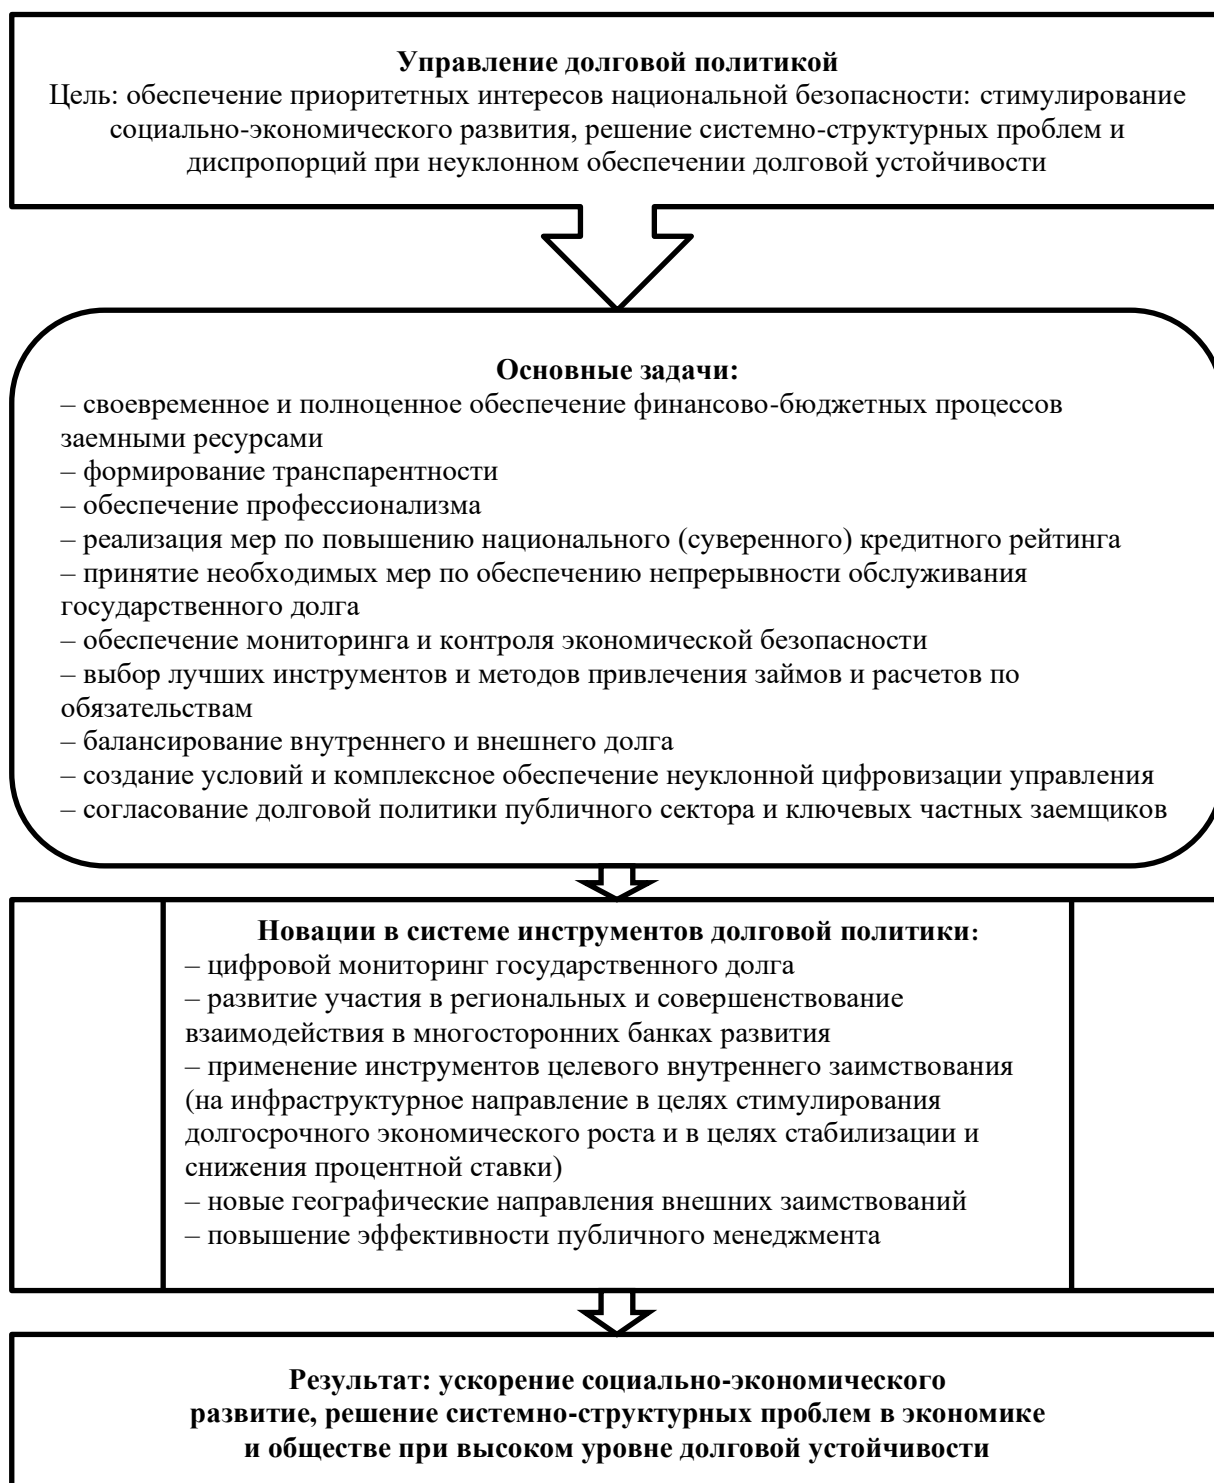 Управление долговой политикой
Цель: обеспечение приоритетных интересов национальной безопасности: стимулирование
социально-экономического развития, решение системно-структурных проблем и
диспропорций при неуклонном обеспечении долговой устойчивости
Основные задачи:
– своевременное и полноценное обеспечение финансово-бюджетных процессов
заемными ресурсами
– формирование транспарентности
– обеспечение профессионализма
– реализация мер по повышению национального (суверенного) кредитного рейтинга
– принятие необходимых мер по обеспечению непрерывности обслуживания
государственного долга
– обеспечение мониторинга и контроля экономической безопасности
– выбор лучших инструментов и методов привлечения займов и расчетов по
обязательствам
– балансирование внутреннего и внешнего долга
– создание условий и комплексное обеспечение неуклонной цифровизации управления
– согласование долговой политики публичного сектора и ключевых частных заемщиков
Новации в системе инструментов долговой политики:
– цифровой мониторинг государственного долга
– развитие участия в региональных и совершенствование
взаимодействия в многосторонних банках развития
– применение инструментов целевого внутреннего заимствования
(на инфраструктурное направление в целях стимулирования
долгосрочного экономического роста и в целях стабилизации и
снижения процентной ставки)
– новые географические направления внешних заимствований
– повышение эффективности публичного менеджмента
Результат: ускорение социально-экономического
развитие, решение системно-структурных проблем в экономике
и обществе при высоком уровне долговой устойчивости